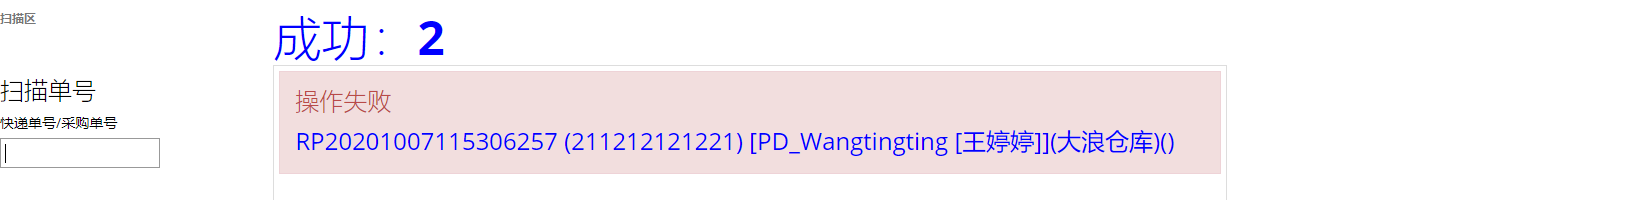 扫描区
扫描单号
快递单号/采购单号
成功：2
操作失败
RP20201007115306257 (211212121221) [PD_Wangtingting [王婷婷]](大浪仓库)()